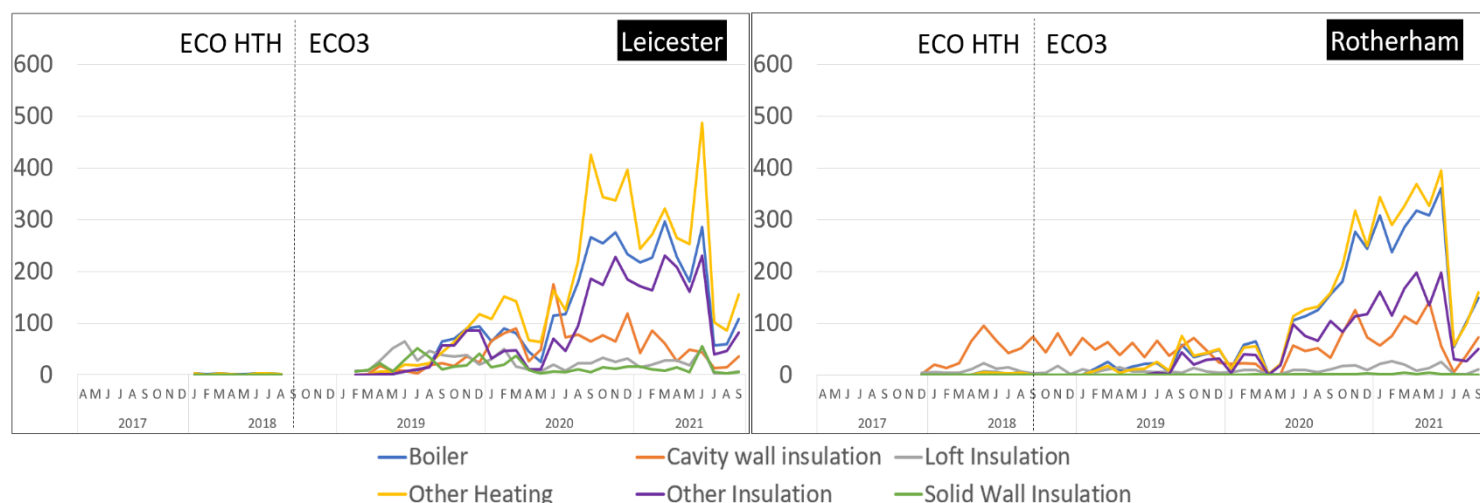 ECO HTH
ECO3
Leicester
600
500
400
300
200
100
0
A M J J A S O N D J F M A M J J A S O N D J F M A M J J A S O N D J F M A M J J A S O N D J F M A M J J A S
2017 2018 2019 2020 2021
ECO HTH
ECO3
Rotherham
600
500
400
300
200
100
0
A M J J A S O N D J F M A M J J A S O N D J F M A M J J A S O N D J F M A M J J A S O N D J F M A M J J A S
2017 2018 2019 2020 2021
Boiler Cavity wall insulation Loft Insulation
Other Heating Other Insulation Solid Wall Insulation